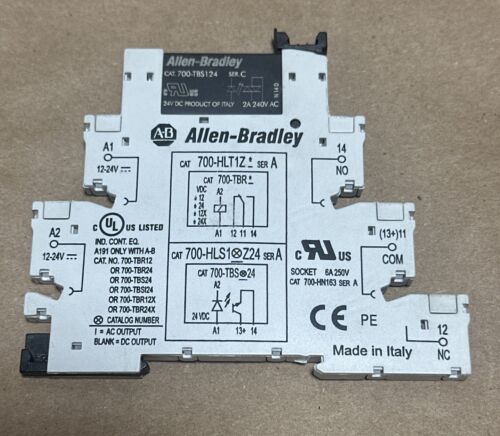 Allen-Bradley
CAT. 700-TBS124 SER. C
24V DC PRODUCT OF ITALY 2A 240V AC
A-B Allen-Bradley
A1
12-24V
14
NO
CAT 700-HLT1Z* SER A
CAT 700-TBR*
VDC
* 12
* 24
* 12X
* 24X
A2
A1 12 11 14
C UL US LISTED
IND. CONT. EQ.
A191 ONLY WITH A-B
CAT. NO. 700-TBR12
OR 700-TBR24
OR 700-TBS24
OR 700-TBSI24
OR 700-TBR12X
OR 700-TBR24X
⊗ CATALOG NUMBER
I = AC OUTPUT
BLANK = DC OUTPUT
A2
12-24V
CAT 700-HLS1⊗Z24 SER A
CAT 700-TBS⊗24
A2
24 VDC
A1 13+ 14
US
(13+)11
COM
SOCKET 6A 250V
CAT 700-HN163 SER A
CE PE
Made in Italy
12
NC